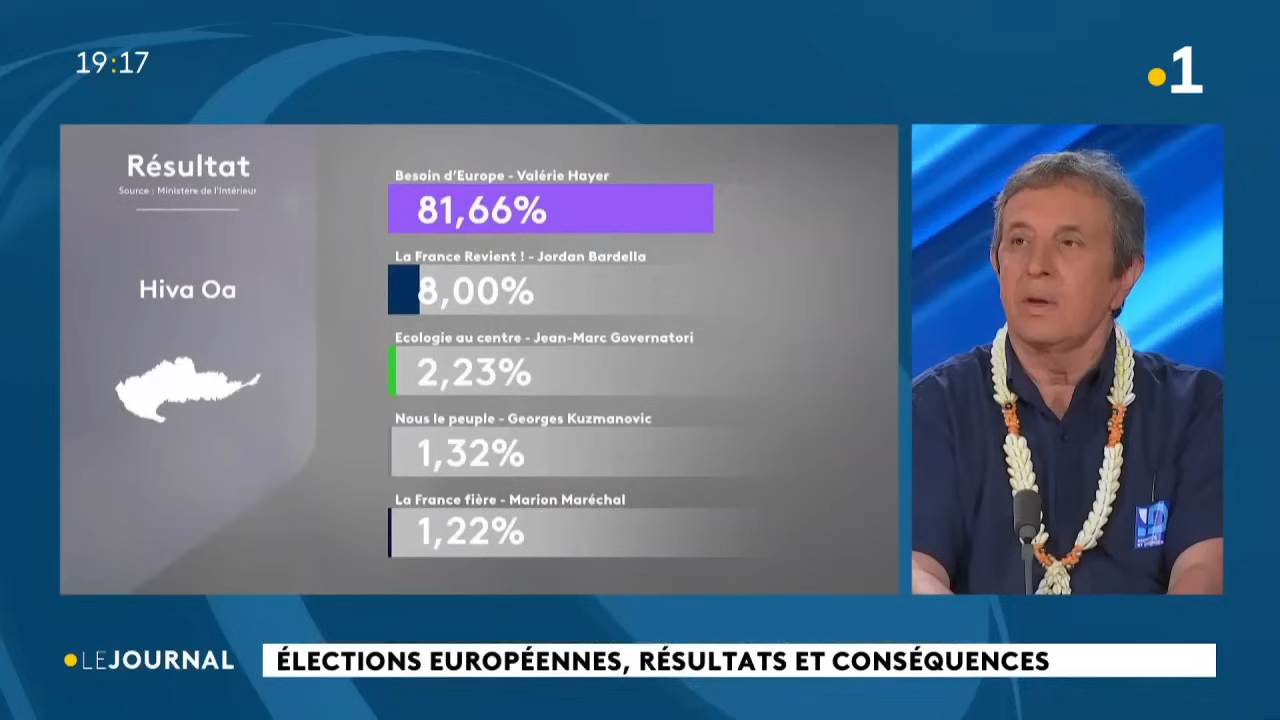 19:17
1
Résultat
Source : Ministere de l'Intérieur
Hiva Oa
Besoin d'Europe - Valérie Hayer
81,66%
La France Revient ! - Jordan Bardella
8,00%
Ecologie au centre - Jean-Marc Governatori
2,23%
Nous le peuple - Georges Kuzmanovic
1,32%
La France fière - Marion Maréchal
1,22%
LEJOURNAL
ÉLECTIONS EUROPÉENNES, RÉSULTATS ET CONSÉQUENCES